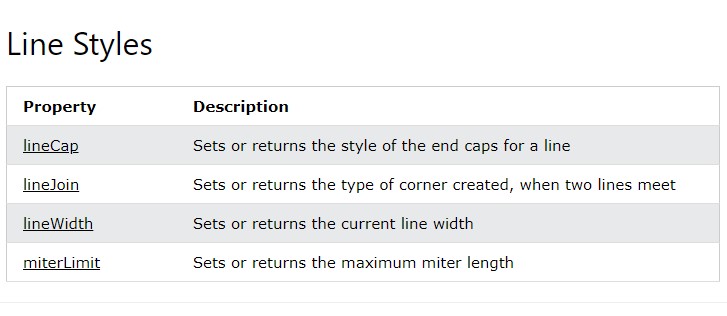 Line Styles
Property Description
lineCap Sets or returns the style of the end caps for a line
lineJoin Sets or returns the type of corner created, when two lines meet
lineWidth Sets or returns the current line width
miterLimit Sets or returns the maximum miter length